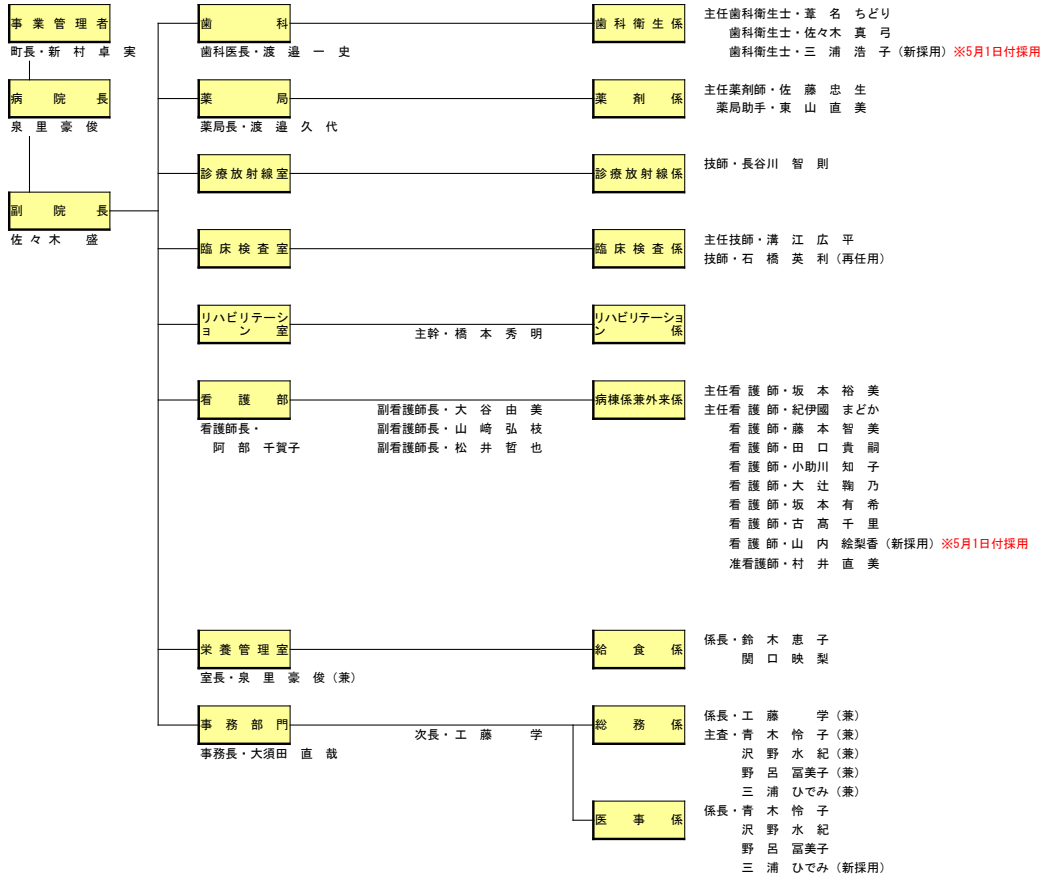 事業管理者
町長・新 村 卓 実
病院長
泉 里 豪 俊
副院長
佐々木 盛
歯科
歯科医長・渡 邉 一 史
歯科衛生係
主任歯科衛生士・葦 名 ちどり
歯科衛生士・佐々木 真 弓
歯科衛生士・三 浦 浩 子（新採用）※5月1日付採用
薬局
薬局長・渡 邉 久 代
薬剤係
主任薬剤師・佐 藤 忠 生
薬局助手・東 山 直 美
診療放射線室
診療放射線係
技師・長谷川 智 則
臨床検査室
臨床検査係
主任技師・溝 江 広 平
技師・石 橋 英 利（再任用）
リハビリテーシ
ョン室
主幹・橋 本 秀 明
リハビリテーショ
ン係
看護部
看護師長・
阿 部 千賀子
副看護師長・大 谷 由 美
副看護師長・山 﨑 弘 枝
副看護師長・松 井 哲 也
病棟係兼外来係
主任看護師・坂 本 裕 美
主任看護師・紀伊國 まどか
看護師・藤 本 智 美
看護師・田 口 貴 嗣
看護師・小助川 知 子
看護師・大 辻 鞠 乃
看護師・坂 本 有 希
看護師・古 髙 千 里
看護師・山 内 絵梨香（新採用）※5月1日付採用
准看護師・村 井 直 美
栄養管理室
室長・泉 里 豪 俊（兼）
給食係
係長・鈴 木 恵 子
関 口 映 梨
事務部門
事務長・大須田 直 哉
次長・工 藤 学
総務係
係長・工 藤 学（兼）
主査・青 木 怜 子（兼）
沢 野 水 紀（兼）
野 呂 冨美子（兼）
三 浦 ひでみ（兼）
医事係
係長・青 木 怜 子
沢 野 水 紀
野 呂 冨美子
三 浦 ひでみ（新採用）